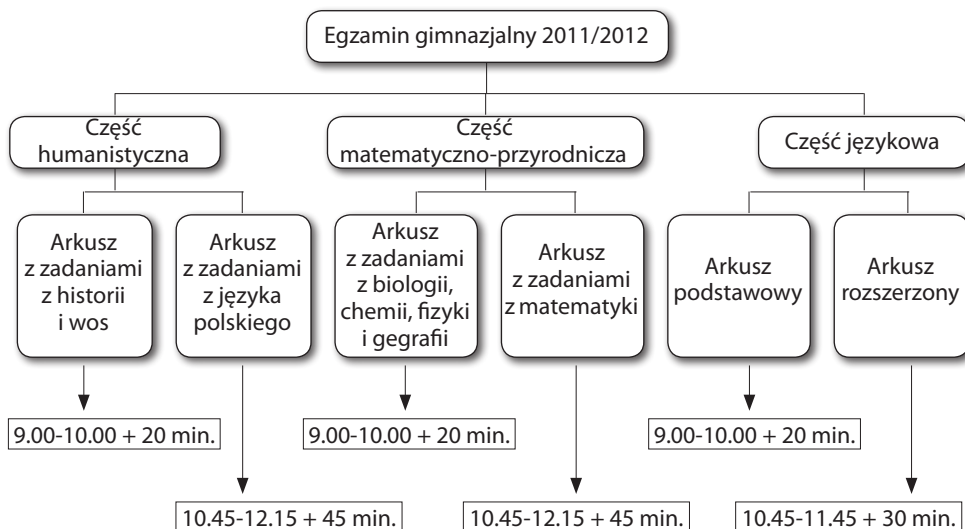 Egzamin gimnazjalny 2011/2012
Część
humanistyczna
Część
matematyczno-przyrodnicza
Część językowa
Arkusz
z zadaniami
z historii
i wos
Arkusz
z zadaniami
z języka
polskiego
Arkusz
z zadaniami
z biologii,
chemii, fizyki
i gegrafii
Arkusz
z zadaniami
z matematyki
Arkusz
podstawowy
Arkusz
rozszerzony
9.00-10.00 + 20 min.
9.00-10.00 + 20 min.
9.00-10.00 + 20 min.
10.45-12.15 + 45 min.
10.45-12.15 + 45 min.
10.45-11.45 + 30 min.